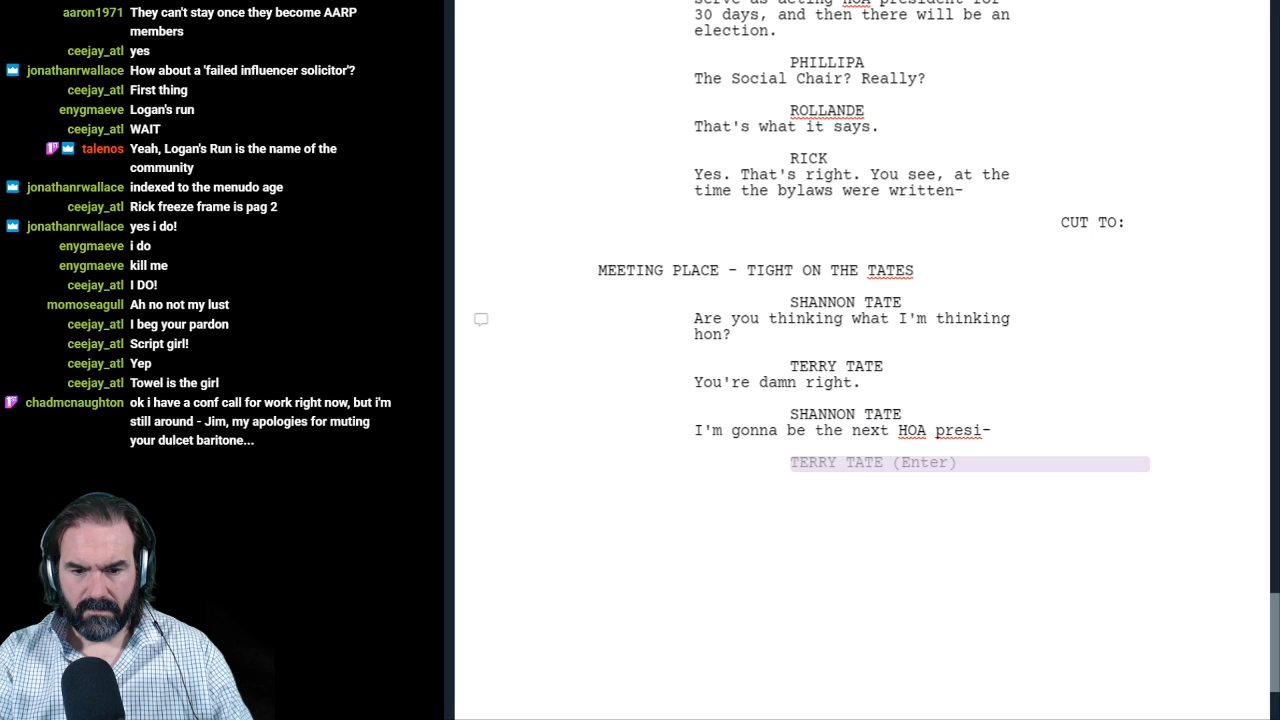 aaron1971 They can't stay once they become AARP
members
ceejay_atl yes
jonathanrwallace How about a 'failed influencer solicitor'?
ceejay_atl First thing
enygmaeve Logan's run
ceejay_atl WAIT
talenos Yeah, Logan's Run is the name of the
community
jonathanrwallace indexed to the menudo age
ceejay_atl Rick freeze frame is pag 2
jonathanrwallace yes i do!
enygmaeve i do
enygmaeve kill me
ceejay_atl I DO!
momoseagull Ah no not my lust
ceejay_atl I beg your pardon
ceejay_atl Script girl!
ceejay_atl Yep
ceejay_atl Towel is the girl
chadmcnaughton ok i have a conf call for work right now, but i'm
still around - Jim, my apologies for muting
your dulcet baritone...
serve as acting HOA president for
30 days, and then there will be an
election.
PHILLIPA
The Social Chair? Really?
ROLLANDE
That's what it says.
RICK
Yes. That's right. You see, at the
time the bylaws were written-
CUT TO:
MEETING PLACE - TIGHT ON THE TATES
SHANNON TATE
Are you thinking what I'm thinking
hon?
TERRY TATE
You're damn right.
SHANNON TATE
I'm gonna be the next HOA presi-
TERRY TATE (Enter)